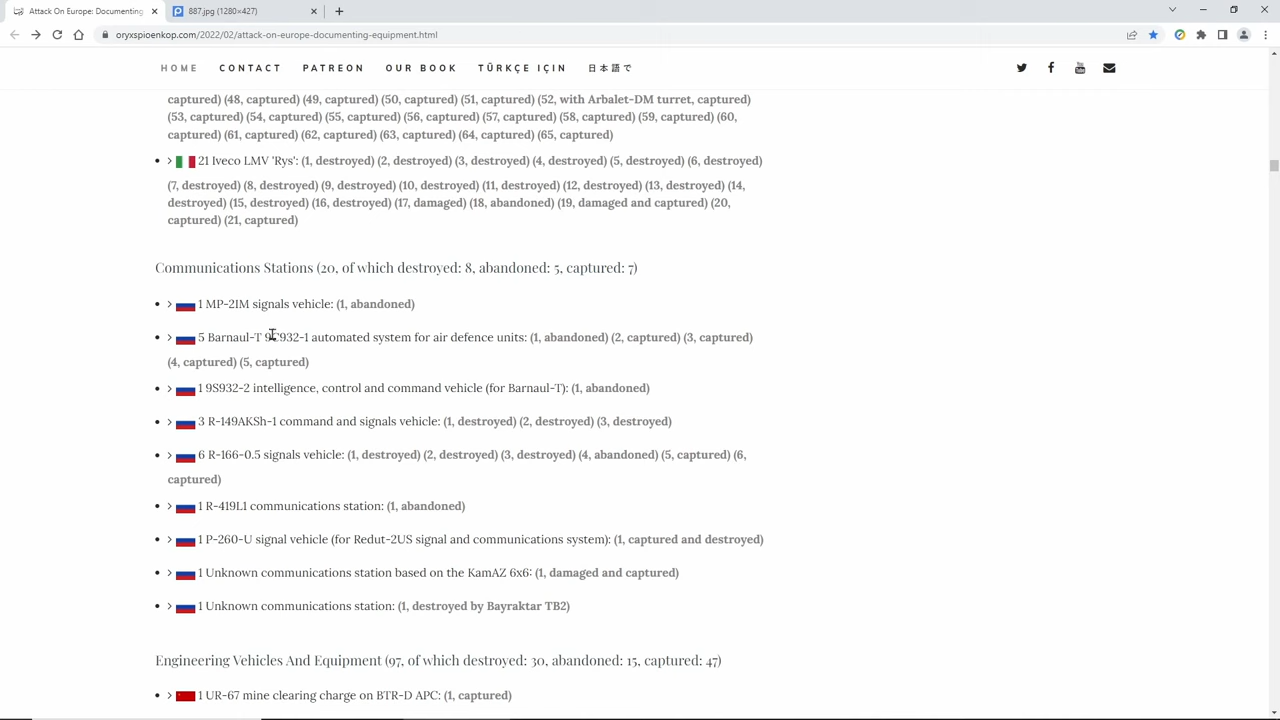 Attack On Europe: Documenting
887.jpg (1280×427)
oryxspioenkop.com/2022/02/attack-on-europe-documenting-equipment.html
HOME CONTACT PATREON OUR BOOK TÜRKÇE IÇIN 日本語で
captured) (48, captured) (49, captured) (50, captured) (51, captured) (52, with Arbalet-DM turret, captured)
(53, captured) (54, captured) (55, captured) (56, captured) (57, captured) (58, captured) (59, captured) (60,
captured) (61, captured) (62, captured) (63, captured) (64, captured) (65, captured)
21 Iveco LMV 'Rys': (1, destroyed) (2, destroyed) (3, destroyed) (4, destroyed) (5, destroyed) (6, destroyed)
(7, destroyed) (8, destroyed) (9, destroyed) (10, destroyed) (11, destroyed) (12, destroyed) (13, destroyed) (14,
destroyed) (15, destroyed) (16, destroyed) (17, damaged) (18, abandoned) (19, damaged and captured) (20,
captured) (21, captured)
Communications Stations (20, of which destroyed: 8, abandoned: 5, captured: 7)
1 MP-2IM signals vehicle: (1, abandoned)
5 Barnaul-T 9C932-1 automated system for air defence units: (1, abandoned) (2, captured) (3, captured)
(4, captured) (5, captured)
1 9S932-2 intelligence, control and command vehicle (for Barnaul-T): (1, abandoned)
3 R-149AKSh-1 command and signals vehicle: (1, destroyed) (2, destroyed) (3, destroyed)
6 R-166-0.5 signals vehicle: (1, destroyed) (2, destroyed) (3, destroyed) (4, abandoned) (5, captured) (6,
captured)
1 R-419L1 communications station: (1, abandoned)
1 P-260-U signal vehicle (for Redut-2US signal and communications system): (1, captured and destroyed)
1 Unknown communications station based on the KamAZ 6x6: (1, damaged and captured)
1 Unknown communications station: (1, destroyed by Bayraktar TB2)
Engineering Vehicles And Equipment (97, of which destroyed: 30, abandoned: 15, captured: 47)
1 UR-67 mine clearing charge on BTR-D APC: (1, captured)